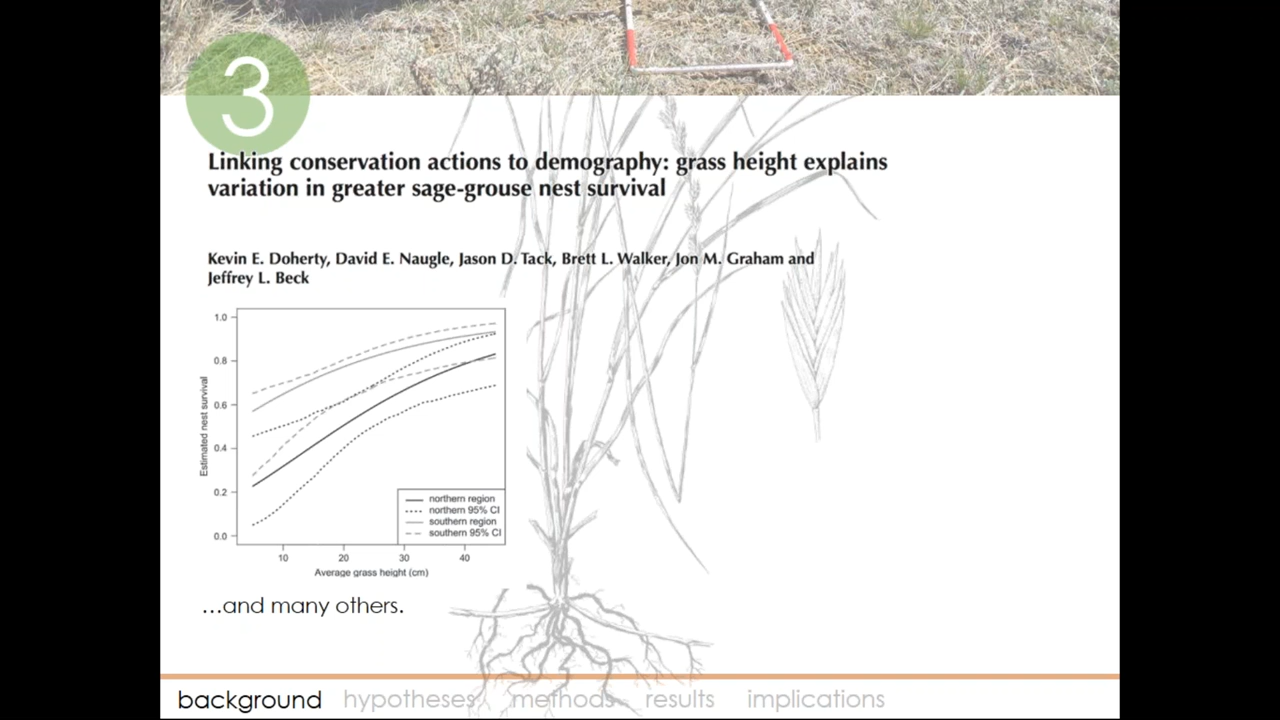 3
Linking conservation actions to demography: grass height explains
variation in greater sage-grouse nest survival
Kevin E. Doherty, David E. Naugle, Jason D. Tack, Brett L. Walker, Jon M. Graham and
Jeffrey L. Beck
1.0
0.8
0.6
0.4
0.2
0.0
Estimated nest survival
northern region
northern 95% CI
southern region
southern 95% CI
10 20 30 40
Average grass height (cm)
...and many others.
background hypotheses methods results implications